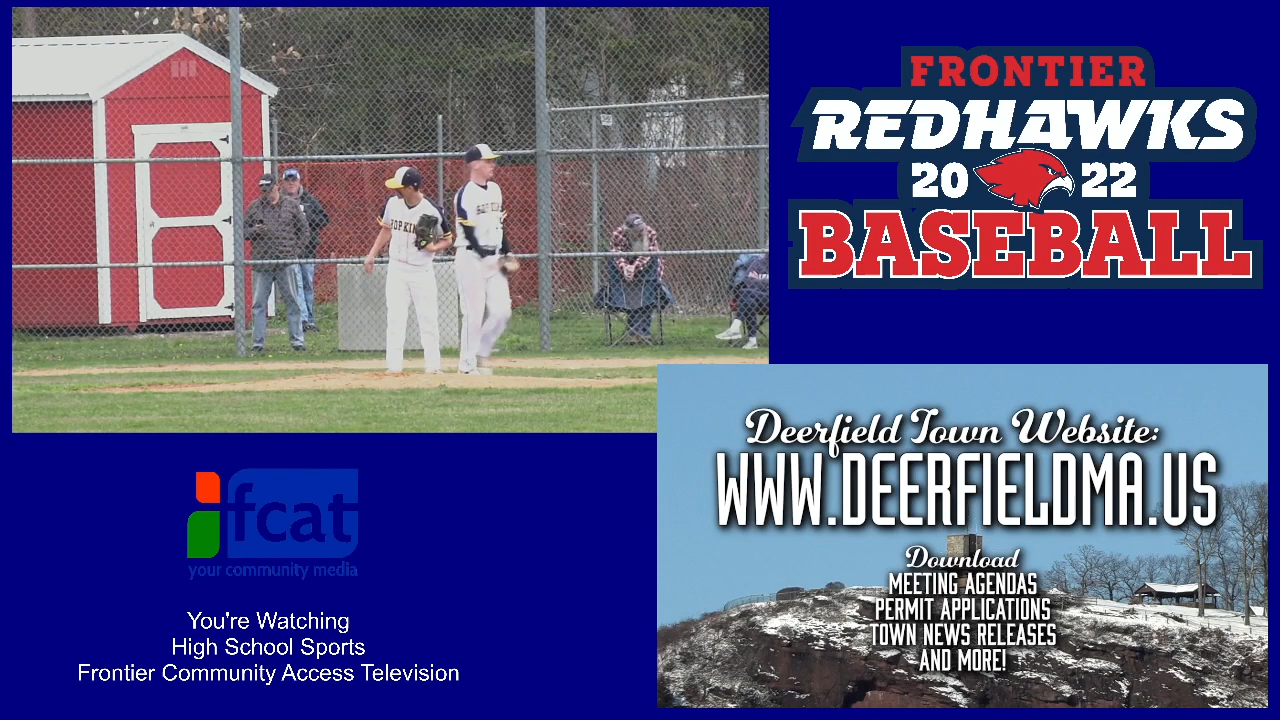 FRONTIER
REDHAWKS
20 22
BASEBALL
HOPKINS
Deerfield Town Website:
WWW.DEERFIELDMA.US
Download
MEETING AGENDAS
PERMIT APPLICATIONS
TOWN NEWS RELEASES
AND MORE!
fcat
your community media
You're Watching
High School Sports
Frontier Community Access Television